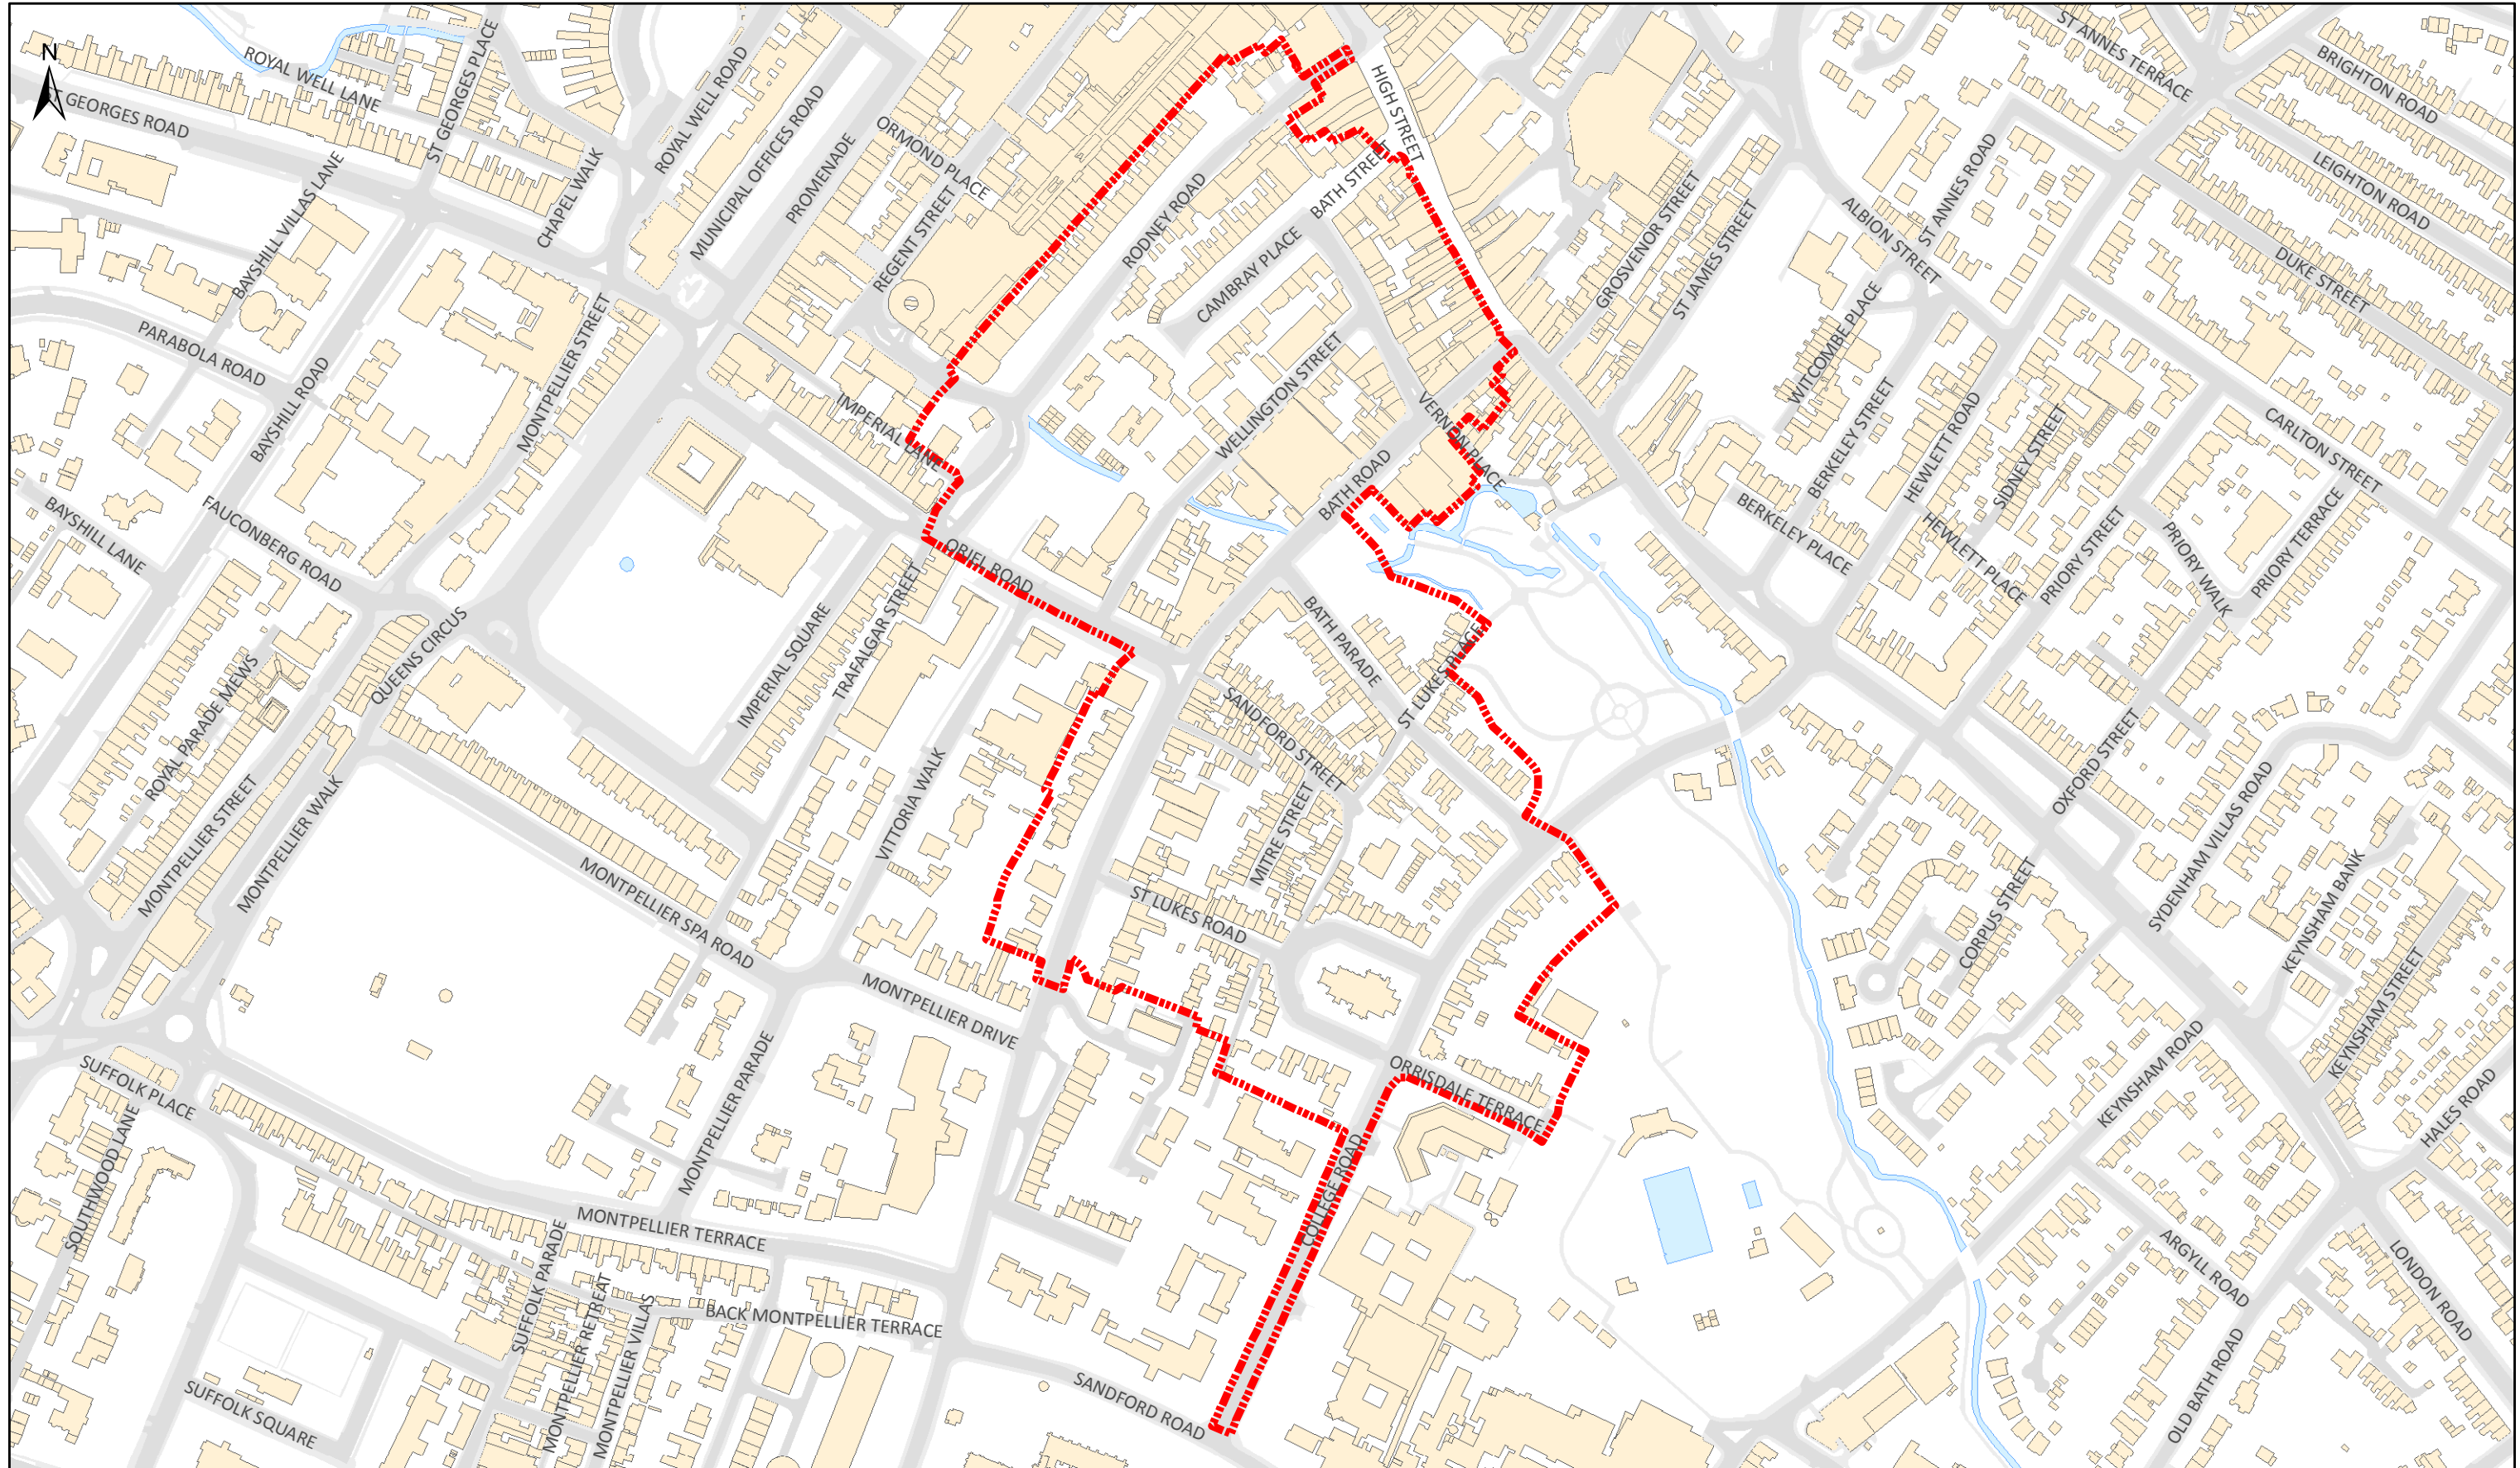 N
ROYAL WELL LANE
ST GEORGES PLACE
GEORGES ROAD
ROYAL WELL ROAD
MUNICIPAL OFFICES ROAD
PROMENADE
ORMOND PLACE
REGENT STREET
CHAPEL WALK
BAYSHILL VILLAS LANE
PARABOLA ROAD
BAYSHILL ROAD
MONTPELLIER STREET
RODNEY ROAD
CAMBRAY PLACE
BATH STREET
HIGH STREET
GROSVENOR STREET
ST JAMES STREET
ALBION STREET
ST ANNES ROAD
ST ANNES TERRACE
BRIGHTON ROAD
LEIGHTON ROAD
DUKE STREET
WITCOMBE PLACE
BERKELEY STREET
HEWLETT ROAD
SIDNEY STREET
CARLTON STREET
IMPERIAL LANE
WELLINGTON STREET
VERNON PLACE
BATH ROAD
BERKELEY PLACE
HEWLETT PLACE
PRIORY STREET
PRIORY WALK
PRIORY TERRACE
FAUCONBERG ROAD
BAYSHILL LANE
QUEENS CIRCUS
ROYAL PARADE MEWS
ORIEL ROAD
TRAFALGAR STREET
IMPERIAL SQUARE
BATH PARADE
ST LUKES PLACE
SANDFORD STREET
MITRE STREET
VITTORIA WALK
MONTPELLIER STREET
MONTPELLIER WALK
MONTPELLIER SPA ROAD
ST LUKES ROAD
OXFORD STREET
SYDENHAM VILLAS ROAD
CORPUS STREET
KEYNSHAM BANK
KEYNSHAM STREET
MONTPELLIER DRIVE
MONTPELLIER PARADE
ORRISDALE TERRACE
COLLEGE ROAD
KEYNSHAM ROAD
HALES ROAD
SUFFOLK PLACE
SOUTHWOOD LANE
MONTPELLIER TERRACE
SUFFOLK PARADE
MONTPELLIER RETREAT
MONTPELLIER VILLAS
BACK MONTPELLIER TERRACE
SUFFOLK SQUARE
SANDFORD ROAD
ARGYLL ROAD
LONDON ROAD
OLD BATH ROAD